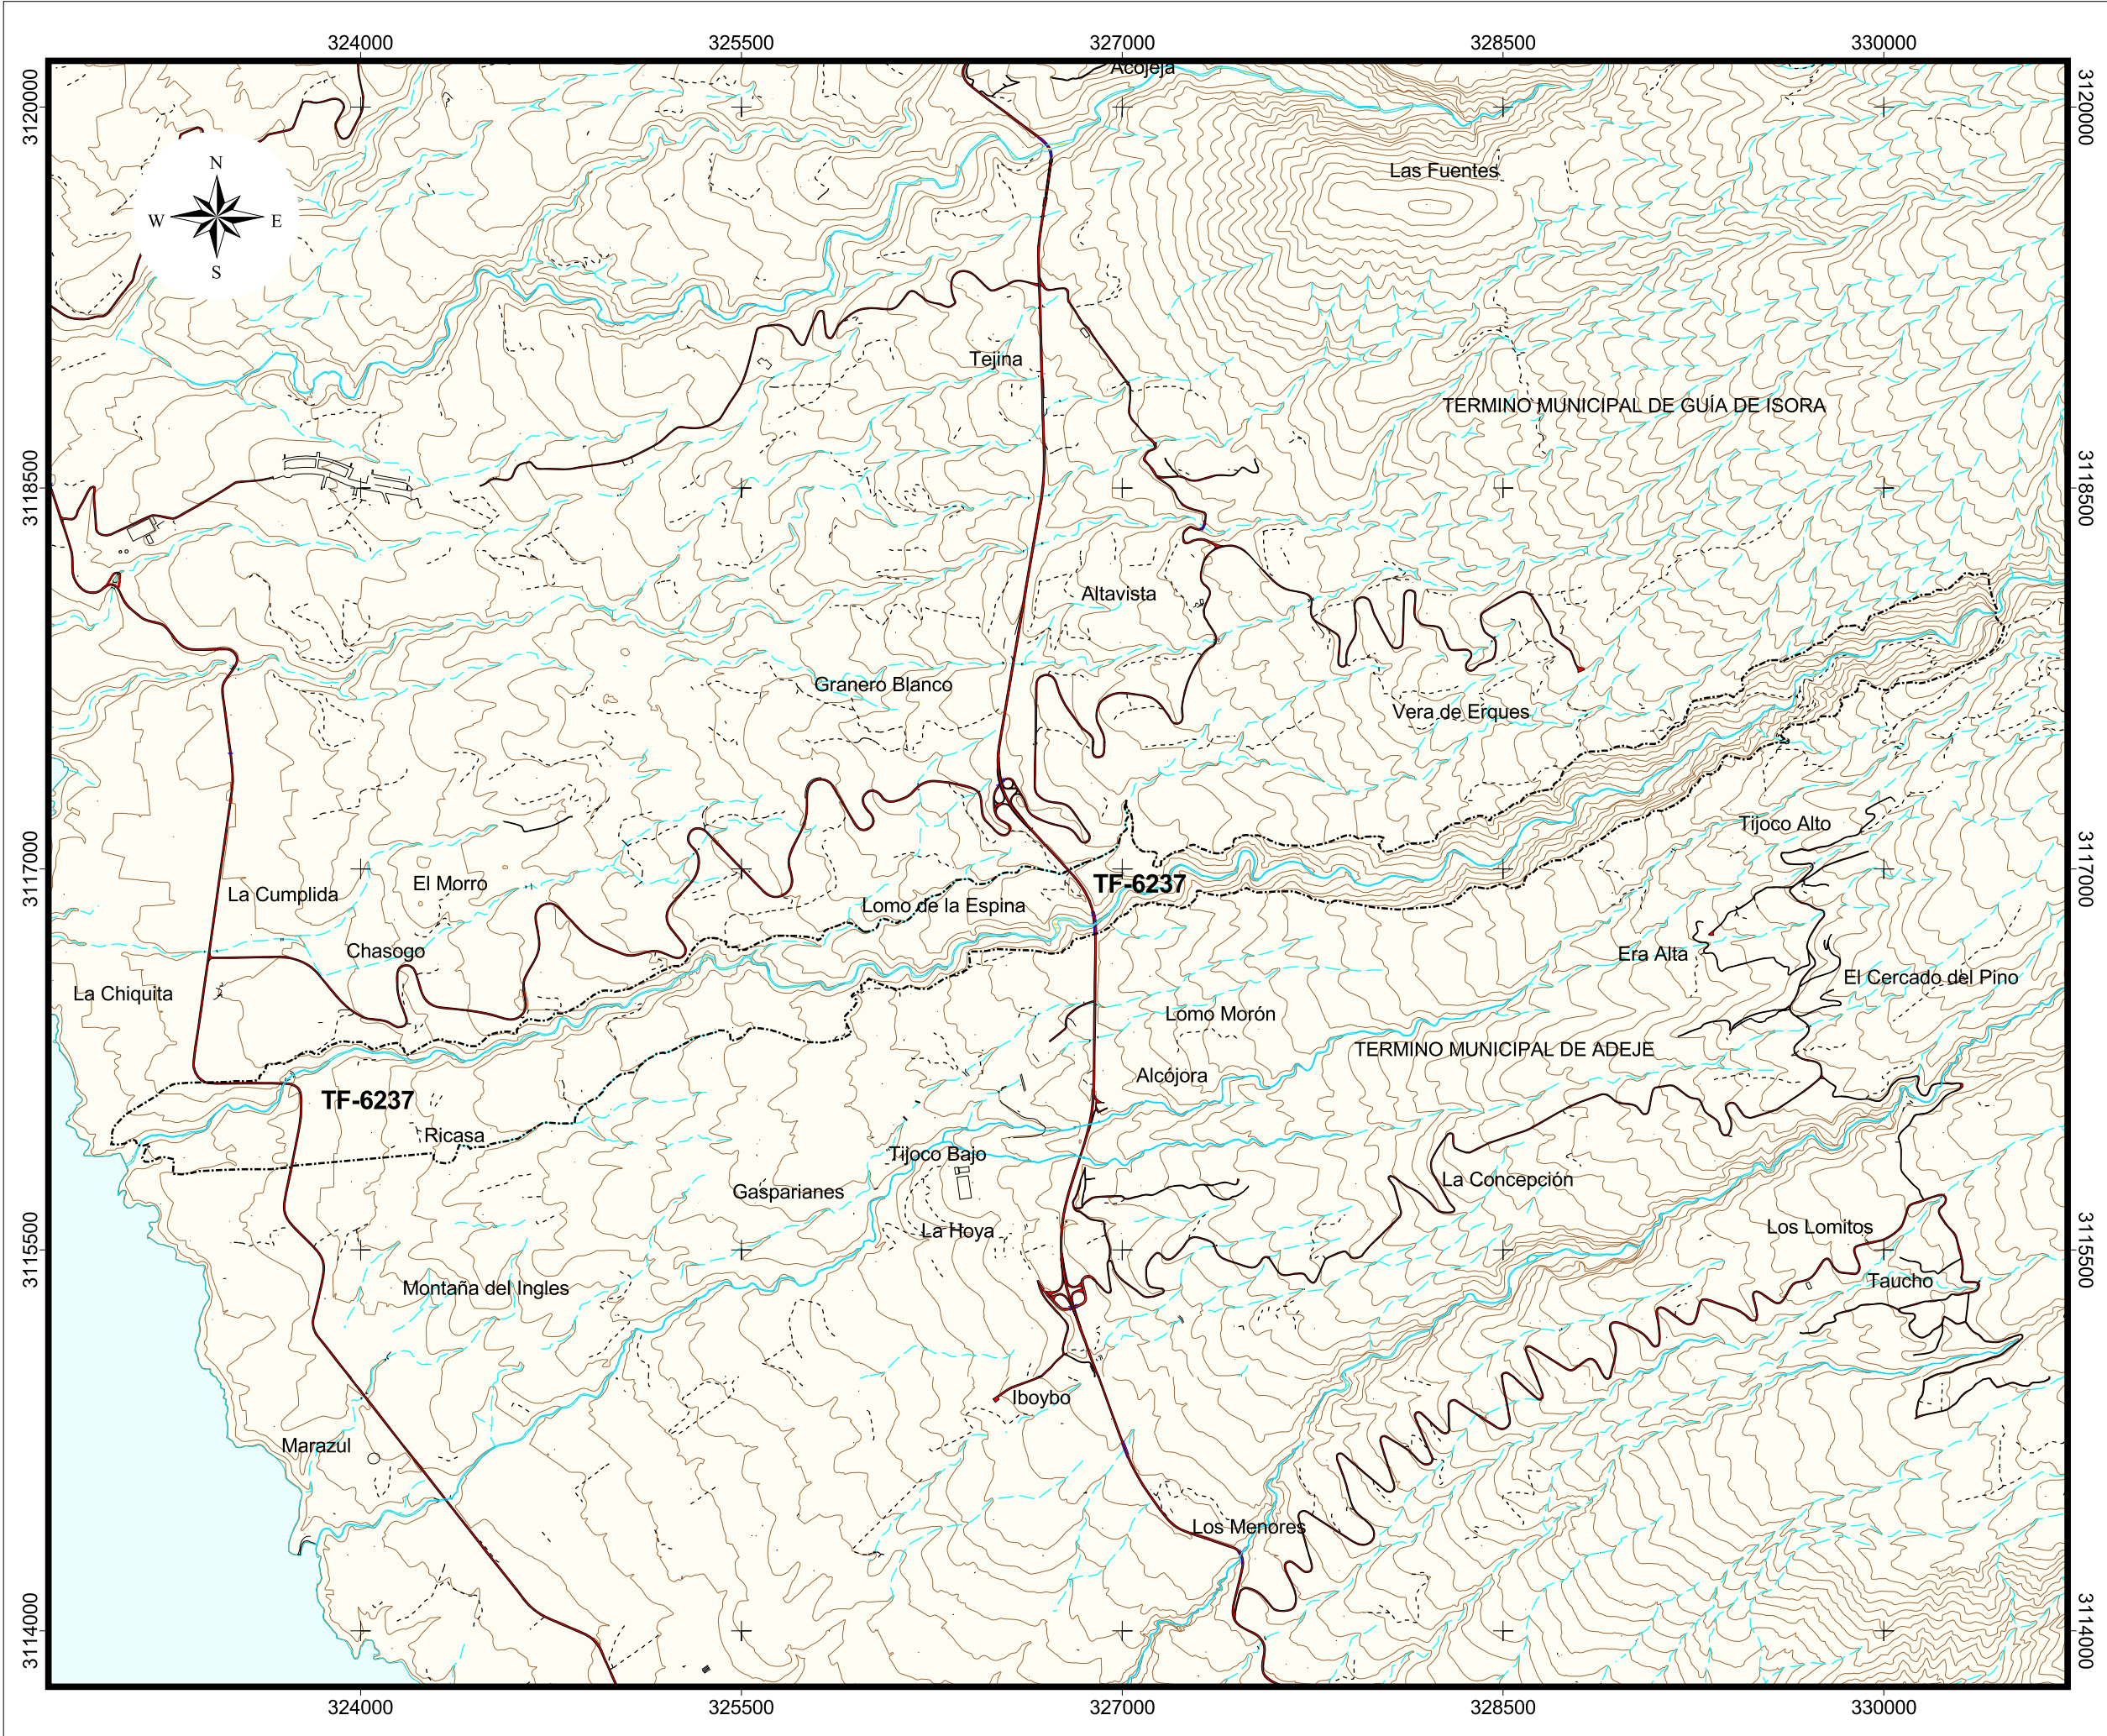 324000
325500
327000
328500
330000
Acojeja
3120000
3120000
Las Fuentes
N
W
E
S
Tejina
TERMINO MUNICIPAL DE GUÍA DE ISORA
3118500
3118500
Altavista
Granero Blanco
Vera de Erques
Tijoco Alto
3117000
3117000
La Cumplida
El Morro
TF-6237
Lomo de la Espina
Chasogo
Era Alta
El Cercado del Pino
La Chiquita
Lomo Morón
TERMINO MUNICIPAL DE ADEJE
Alcójora
TF-6237
Ricasa
Tijoco Bajo
La Concepción
Gasparianes
La Hoya
Los Lomitos
3115500
3115500
Montaña del Ingles
Taucho
Iboybo
Marazul
Los Menores
3114000
3114000
324000
325500
327000
328500
330000